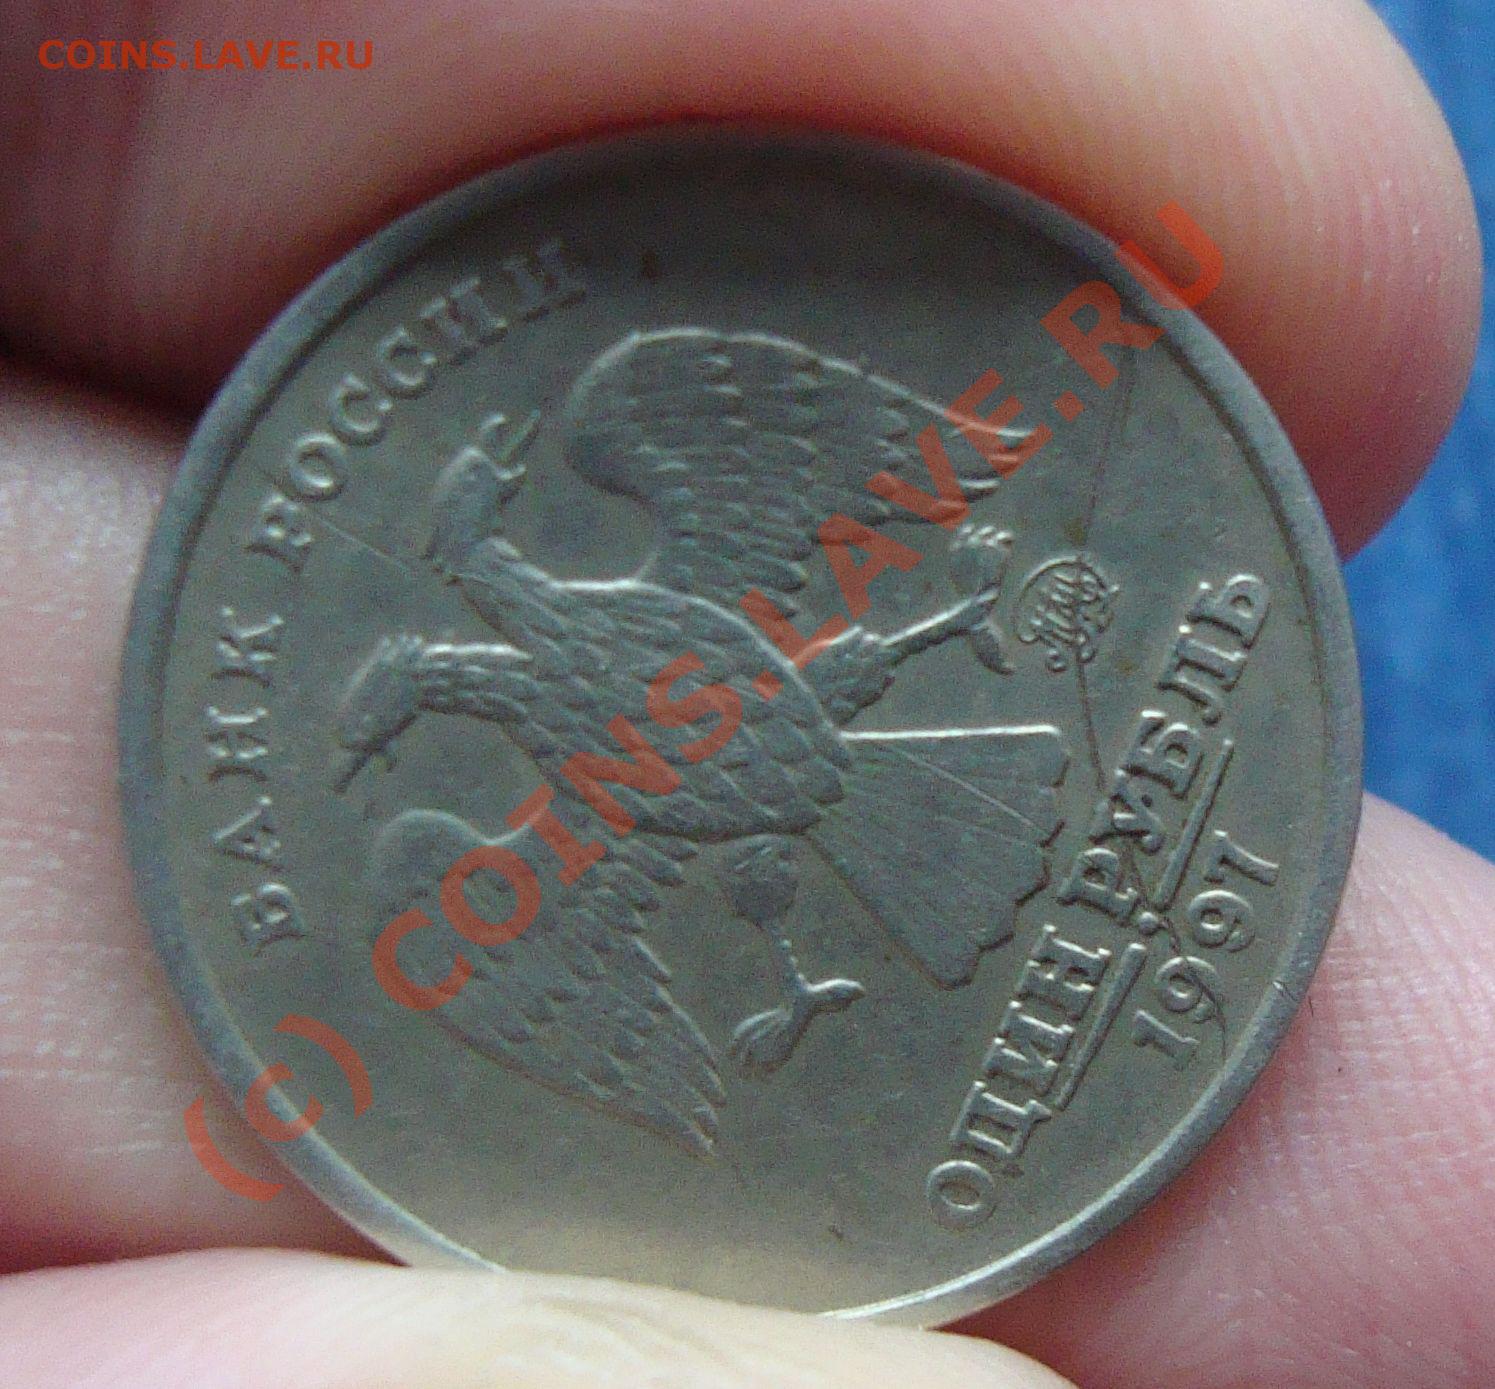 COINS.LAVE.RU
БАНК РОССИИ
ОДИН РУБЛЬ
1997
(c) COINS.LAVE.RU